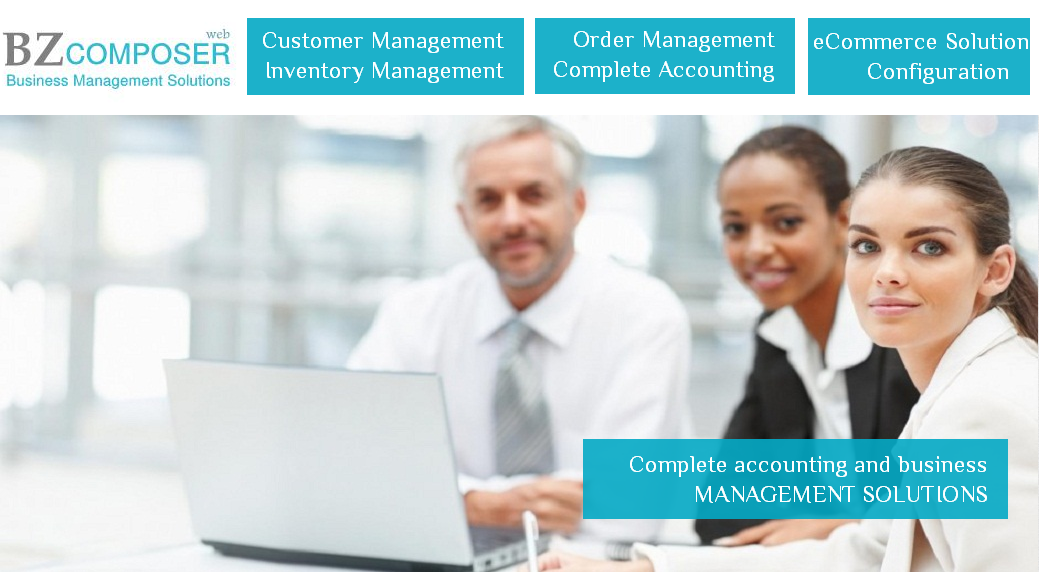 web
BZCOMPOSER
Business Management Solutions
Customer Management
Inventory Management
Order Management
Complete Accounting
eCommerce Solution
Configuration
Complete accounting and business
MANAGEMENT SOLUTIONS